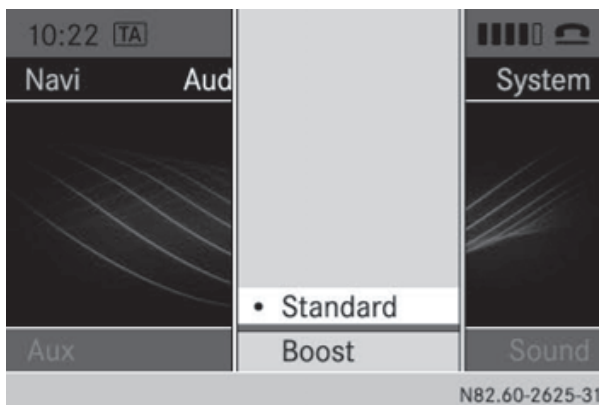 10:22 TA
Navi Aud System
• Standard
Aux Boost Sound
N82.60-2625-31